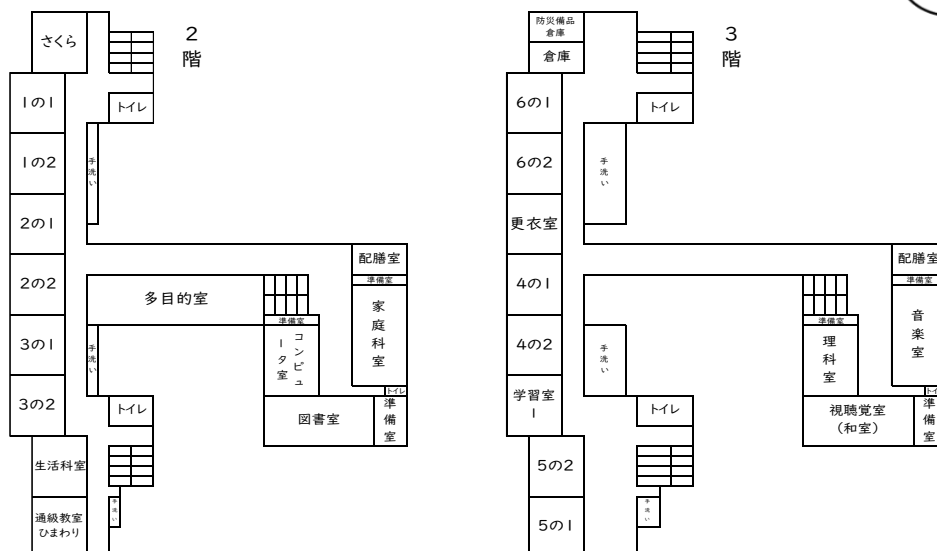 2
階
さくら
1の1
トイレ
1の2
手洗い
2の1
配膳室
2の2
準備室
多目的室
家庭科室
準備室
3の1
手洗い
コンピュ
ータ室
3の2
トイレ
トイレ
図書室
準備室
生活科室
通級教室
ひまわり
手洗い
3
階
防災備品
倉庫
倉庫
6の1
トイレ
6の2
手洗い
更衣室
配膳室
4の1
準備室
音楽室
準備室
4の2
手洗い
理科室
学習室
1
トイレ
トイ
視聴覚室
(和室)
準備室
5の2
5の1
手洗い